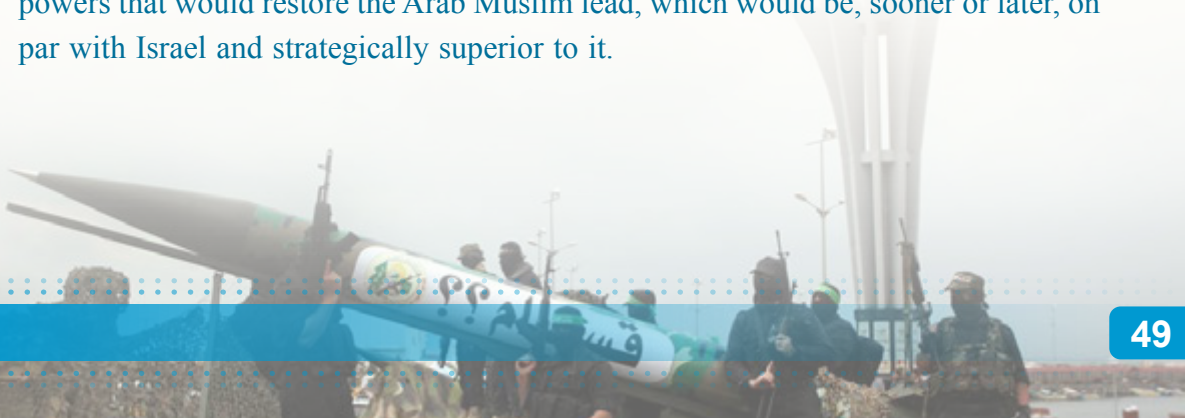 powers that would restore the Arab Muslim lead, which would be, sooner or later, on
par with Israel and strategically superior to it.
قسام ؟؟
49